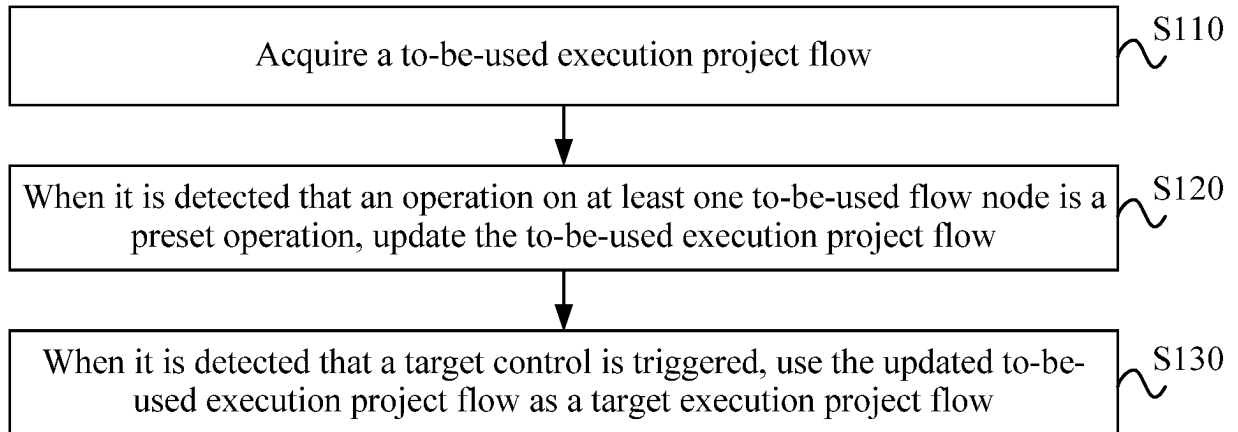 Acquire a to-be-used execution project flow
S110
When it is detected that an operation on at least one to-be-used flow node is a
preset operation, update the to-be-used execution project flow
S120
When it is detected that a target control is triggered, use the updated to-be-
used execution project flow as a target execution project flow
S130